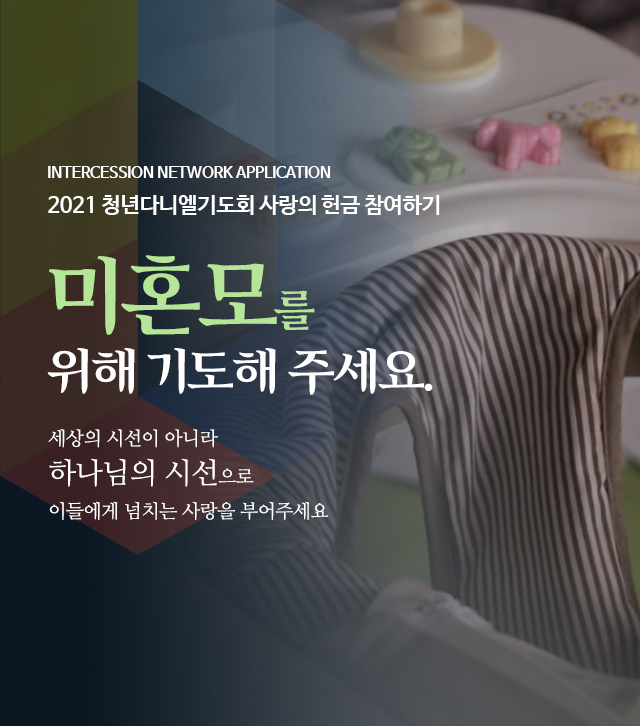 INTERCESSION NETWORK APPLICATION
2021 청년다니엘기도회 사랑의 헌금 참여하기
미혼모를
위해 기도해 주세요.
세상의 시선이 아니라
하나님의 시선으로
이들에게 넘치는 사랑을 부어주세요